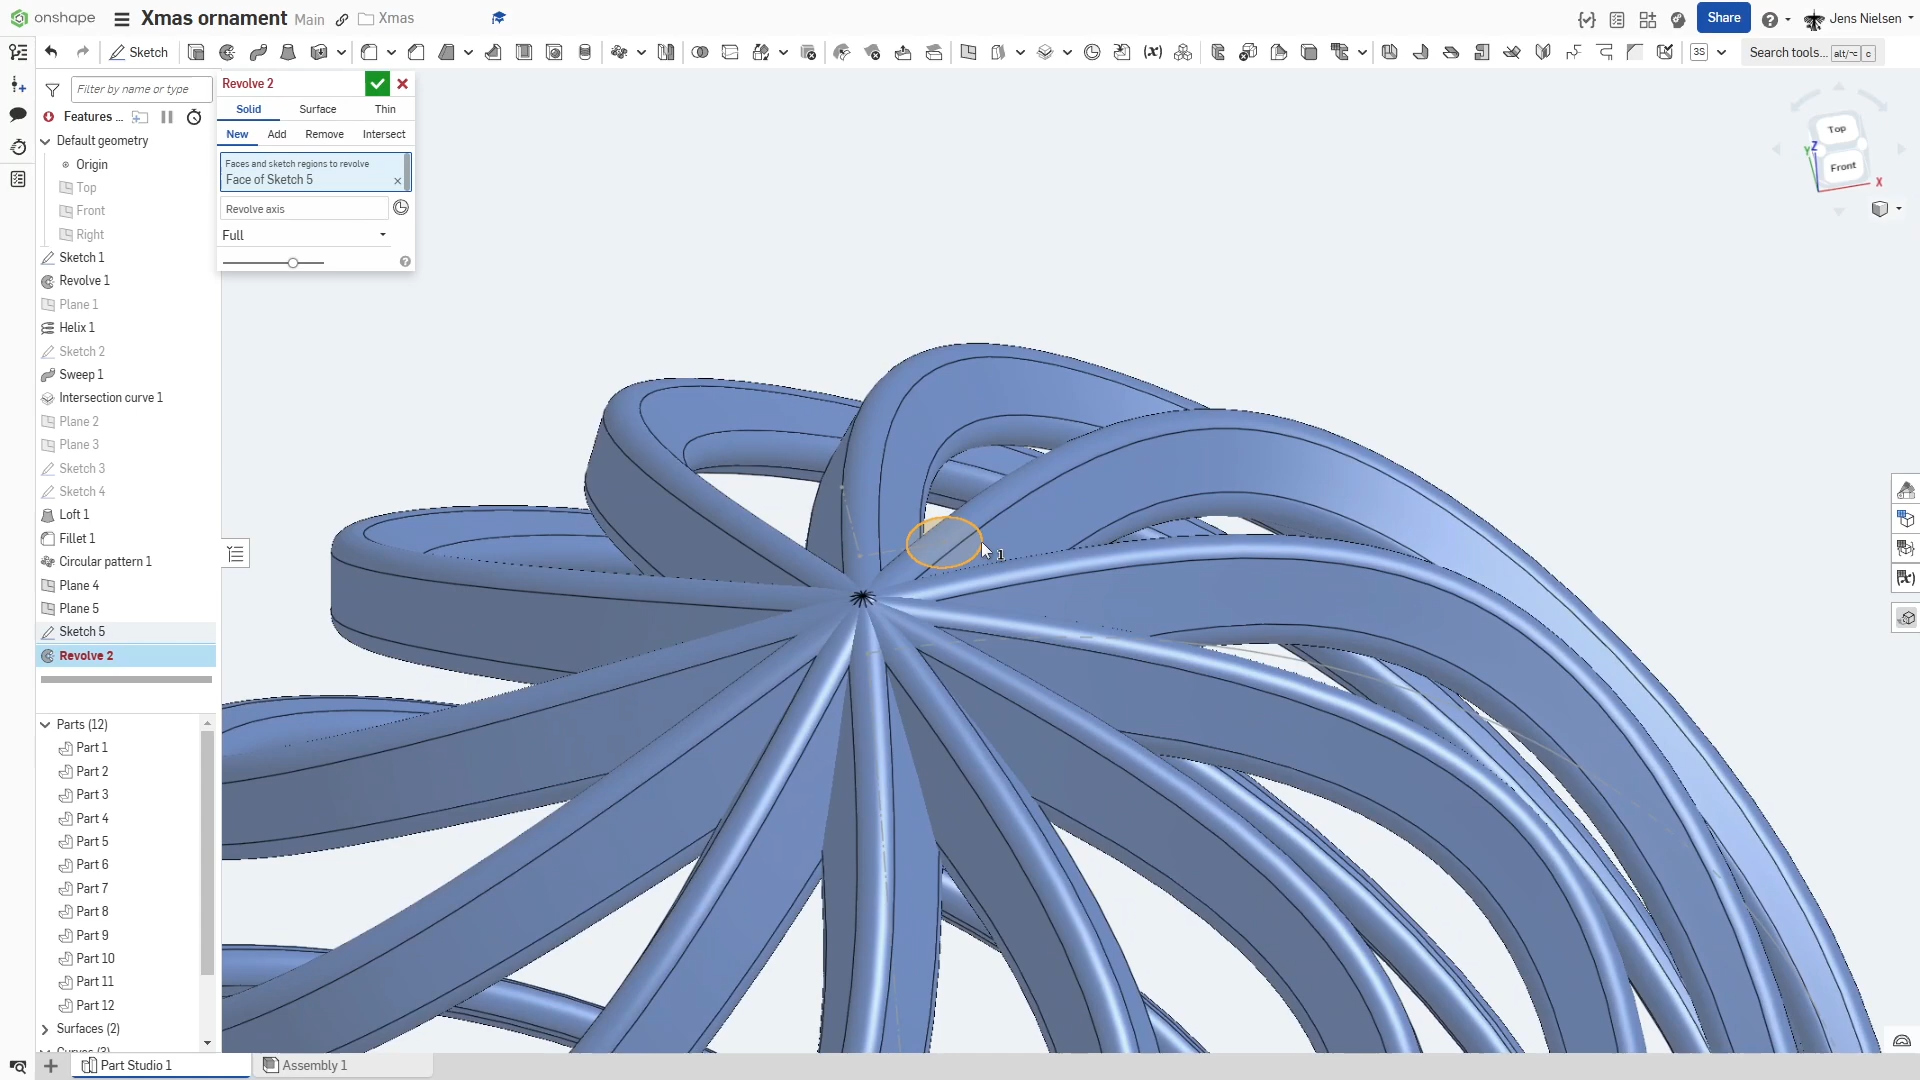 onshape
Xmas ornament Main Xmas
Share
Jens Nielsen
Sketch
3S
Search tools... alt/⌥ c
Filter by name or type
Features ...
Default geometry
Origin
Top
Front
Right
Sketch 1
Revolve 1
Plane 1
Helix 1
Sketch 2
Sweep 1
Intersection curve 1
Plane 2
Plane 3
Sketch 3
Sketch 4
Loft 1
Fillet 1
Circular pattern 1
Plane 4
Plane 5
Sketch 5
Revolve 2
Parts (12)
Part 1
Part 2
Part 3
Part 4
Part 5
Part 6
Part 7
Part 8
Part 9
Part 10
Part 11
Part 12
Surfaces (2)
Revolve 2
Solid Surface Thin
New Add Remove Intersect
Faces and sketch regions to revolve
Face of Sketch 5
Revolve axis
Full
1
Top
Front
Z
Y
X
Part Studio 1
Assembly 1